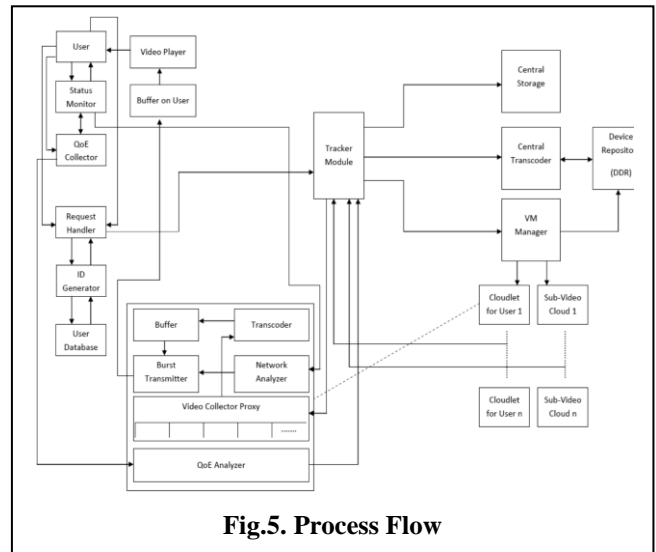 User
Video Player
Status
Monitor
Buffer on User
QoE
Collector
Request
Handler
ID
Generator
User
Database
Tracker
Module
Central
Storage
Central
Transcoder
Device
(DDR)
VM
Manager
Cloudlet
for User 1
Sub-Video
Cloud 1
Cloudlet
for User n
Sub-Video
Cloud n
Buffer
Transcoder
Burst
Transmitter
Network
Analyzer
Video Collector Proxy
.......
QoE Analyzer
Fig.5. Process Flow